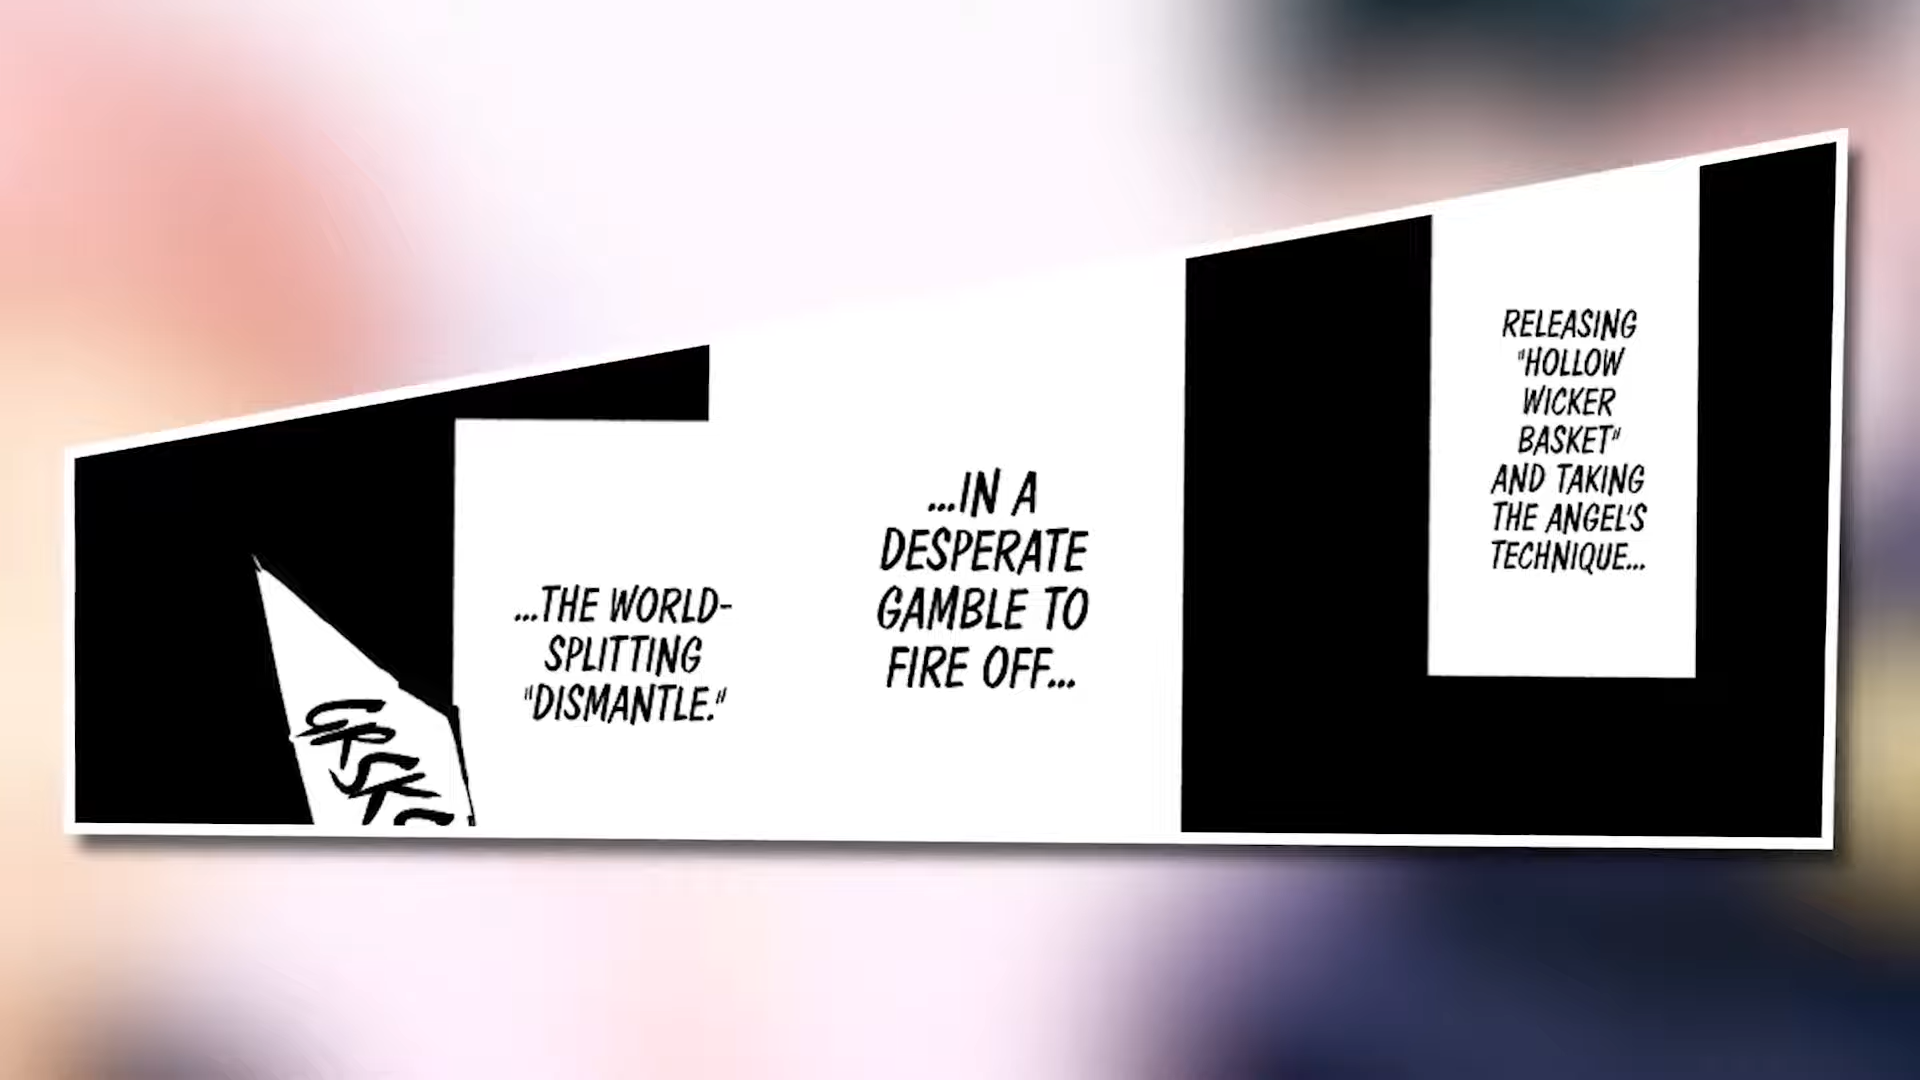 RELEASING
"HOLLOW
WICKER
BASKET"
AND TAKING
THE ANGEL'S
TECHNIQUE...
...IN A
DESPERATE
GAMBLE TO
FIRE OFF...
...THE WORLD-
SPLITTING
"DISMANTLE."